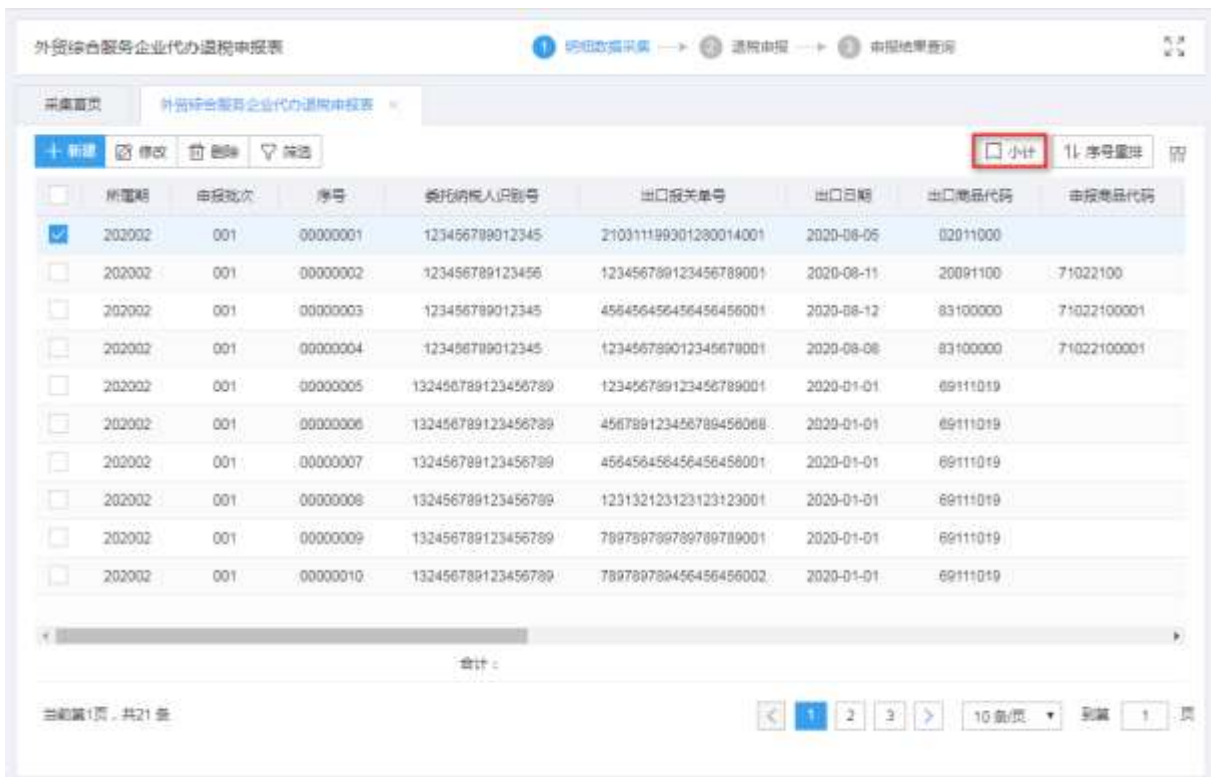 外贸综合服务企业代办退税申报表 1 明细数据采集 2 退税申报 3 申报结果查询
采集首页 外贸综合服务企业代办退税申报表 ×
新建 修改 删除 筛选 小计 序号重排
所属期 申报批次 序号 委托纳税人识别号 出口报关单号 出口日期 出口商品代码 申报商品代码
202002 001 00000001 123456789012345 210311199301280014001 2020-08-05 02011000
202002 001 00000002 123456789123456 123456789123456789001 2020-08-11 20091100 71022100
202002 001 00000003 123456789012345 456456456456456456001 2020-08-12 83100000 71022100001
202002 001 00000004 123456789012345 123456789012345678001 2020-08-08 83100000 71022100001
202002 001 00000005 132456789123456789 123456789123456789001 2020-01-01 69111019
202002 001 00000006 132456789123456789 456789123456789456068 2020-01-01 69111019
202002 001 00000007 132456789123456789 456456456456456456001 2020-01-01 69111019
202002 001 00000008 132456789123456789 123132123123123123001 2020-01-01 69111019
202002 001 00000009 132456789123456789 789789789789789789001 2020-01-01 69111019
202002 001 00000010 132456789123456789 789789789456456456002 2020-01-01 69111019
合计：
当前第1页，共21 条 1 2 3 10 条/页 到第 1 页